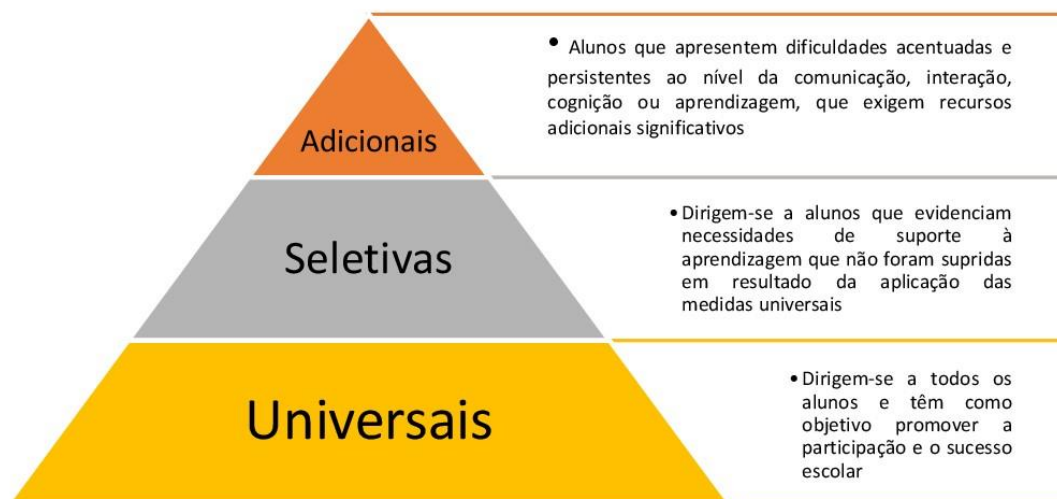 • Alunos que apresentem dificuldades acentuadas e
persistentes ao nível da comunicação, interação,
cognição ou aprendizagem, que exigem recursos
adicionais significativos
Adicionais
• Dirigem-se a alunos que evidenciam
necessidades de suporte à
aprendizagem que não foram supridas
em resultado da aplicação das
medidas universais
Seletivas
• Dirigem-se a todos os
alunos e têm como
objetivo promover a
participação e o sucesso
escolar
Universais